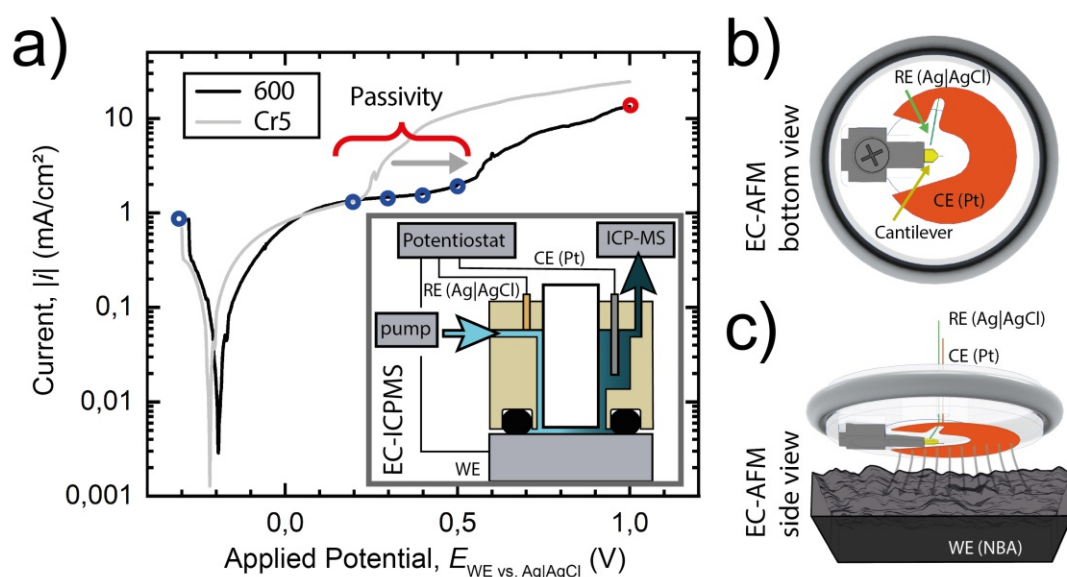 a)
600
Cr5
Passivity
Current, |i| (mA/cm²)
10
1
0,1
0,01
0,001
0,0
0,5
1,0
Applied Potential, E WE vs. Ag|AgCl (V)
Potentiostat
ICP-MS
CE (Pt)
RE (Ag|AgCl)
pump
EC-ICPMS
WE
b)
RE (Ag|AgCl)
CE (Pt)
Cantilever
EC-AFM
bottom view
c)
RE (Ag|AgCl)
CE (Pt)
EC-AFM
side view
WE (NBA)